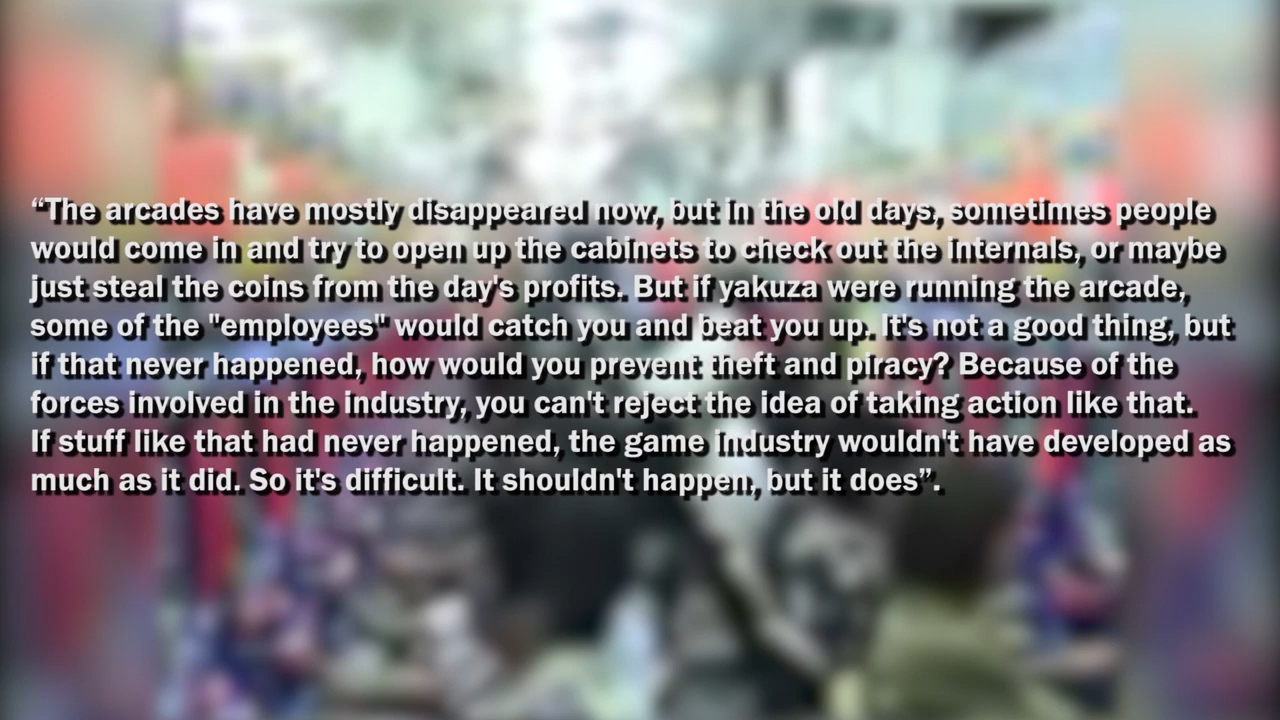 “The arcades have mostly disappeared now, but in the old days, sometimes people
would come in and try to open up the cabinets to check out the internals, or maybe
just steal the coins from the day's profits. But if yakuza were running the arcade,
some of the "employees" would catch you and beat you up. It's not a good thing, but
if that never happened, how would you prevent theft and piracy? Because of the
forces involved in the industry, you can't reject the idea of taking action like that.
If stuff like that had never happened, the game industry wouldn't have developed as
much as it did. So it's difficult. It shouldn't happen, but it does”.